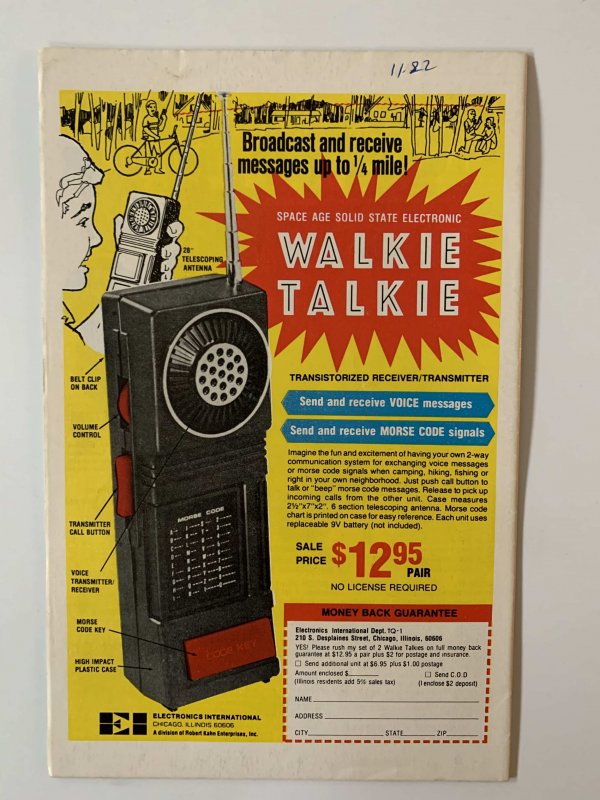 11-82
Broadcast and receive
messages up to 1/4 mile!
SPACE AGE SOLID STATE ELECTRONIC
WALKIE
TALKIE
28"
TELESCOPING
ANTENNA
BELT CLIP
ON BACK
VOLUME
CONTROL
TRANSMITTER
CALL BUTTON
VOICE
TRANSMITTER/
RECEIVER
MORSE
CODE KEY
HIGH IMPACT
PLASTIC CASE
MORSE CODE
CODE KEY
TRANSISTORIZED RECEIVER/TRANSMITTER
Send and receive VOICE messages
Send and receive MORSE CODE signals
Imagine the fun and excitement of having your own 2-way
communication system for exchanging voice messages
or morse code signals when camping, hiking, fishing or
right in your own neighborhood. Just push call button to
talk or "beep" morse code messages. Release to pick up
incoming calls from the other unit. Case measures
2½"x7"x2". 6 section telescoping antenna. Morse code
chart is printed on case for easy reference. Each unit uses
replaceable 9V battery (not included).
SALE
PRICE $12.95
PAIR
NO LICENSE REQUIRED
MONEY BACK GUARANTEE
Electronics International Dept. TQ-1
210 S. Desplaines Street, Chicago, Illinois, 60606
YES! Please rush my set of 2 Walkie Talkies on full money back
guarantee at $12.95 a pair plus $2 for postage and insurance.
Send additional unit at $6.95 plus $1.00 postage
Amount enclosed $ Send C.O.D
(Illinois residents add 5% sales tax) (I enclose $2 deposit)
NAME
ADDRESS
CITY STATE ZIP
EI
ELECTRONICS INTERNATIONAL
CHICAGO, ILLINOIS 60606
A division of Robert Kahn Enterprises, Inc.